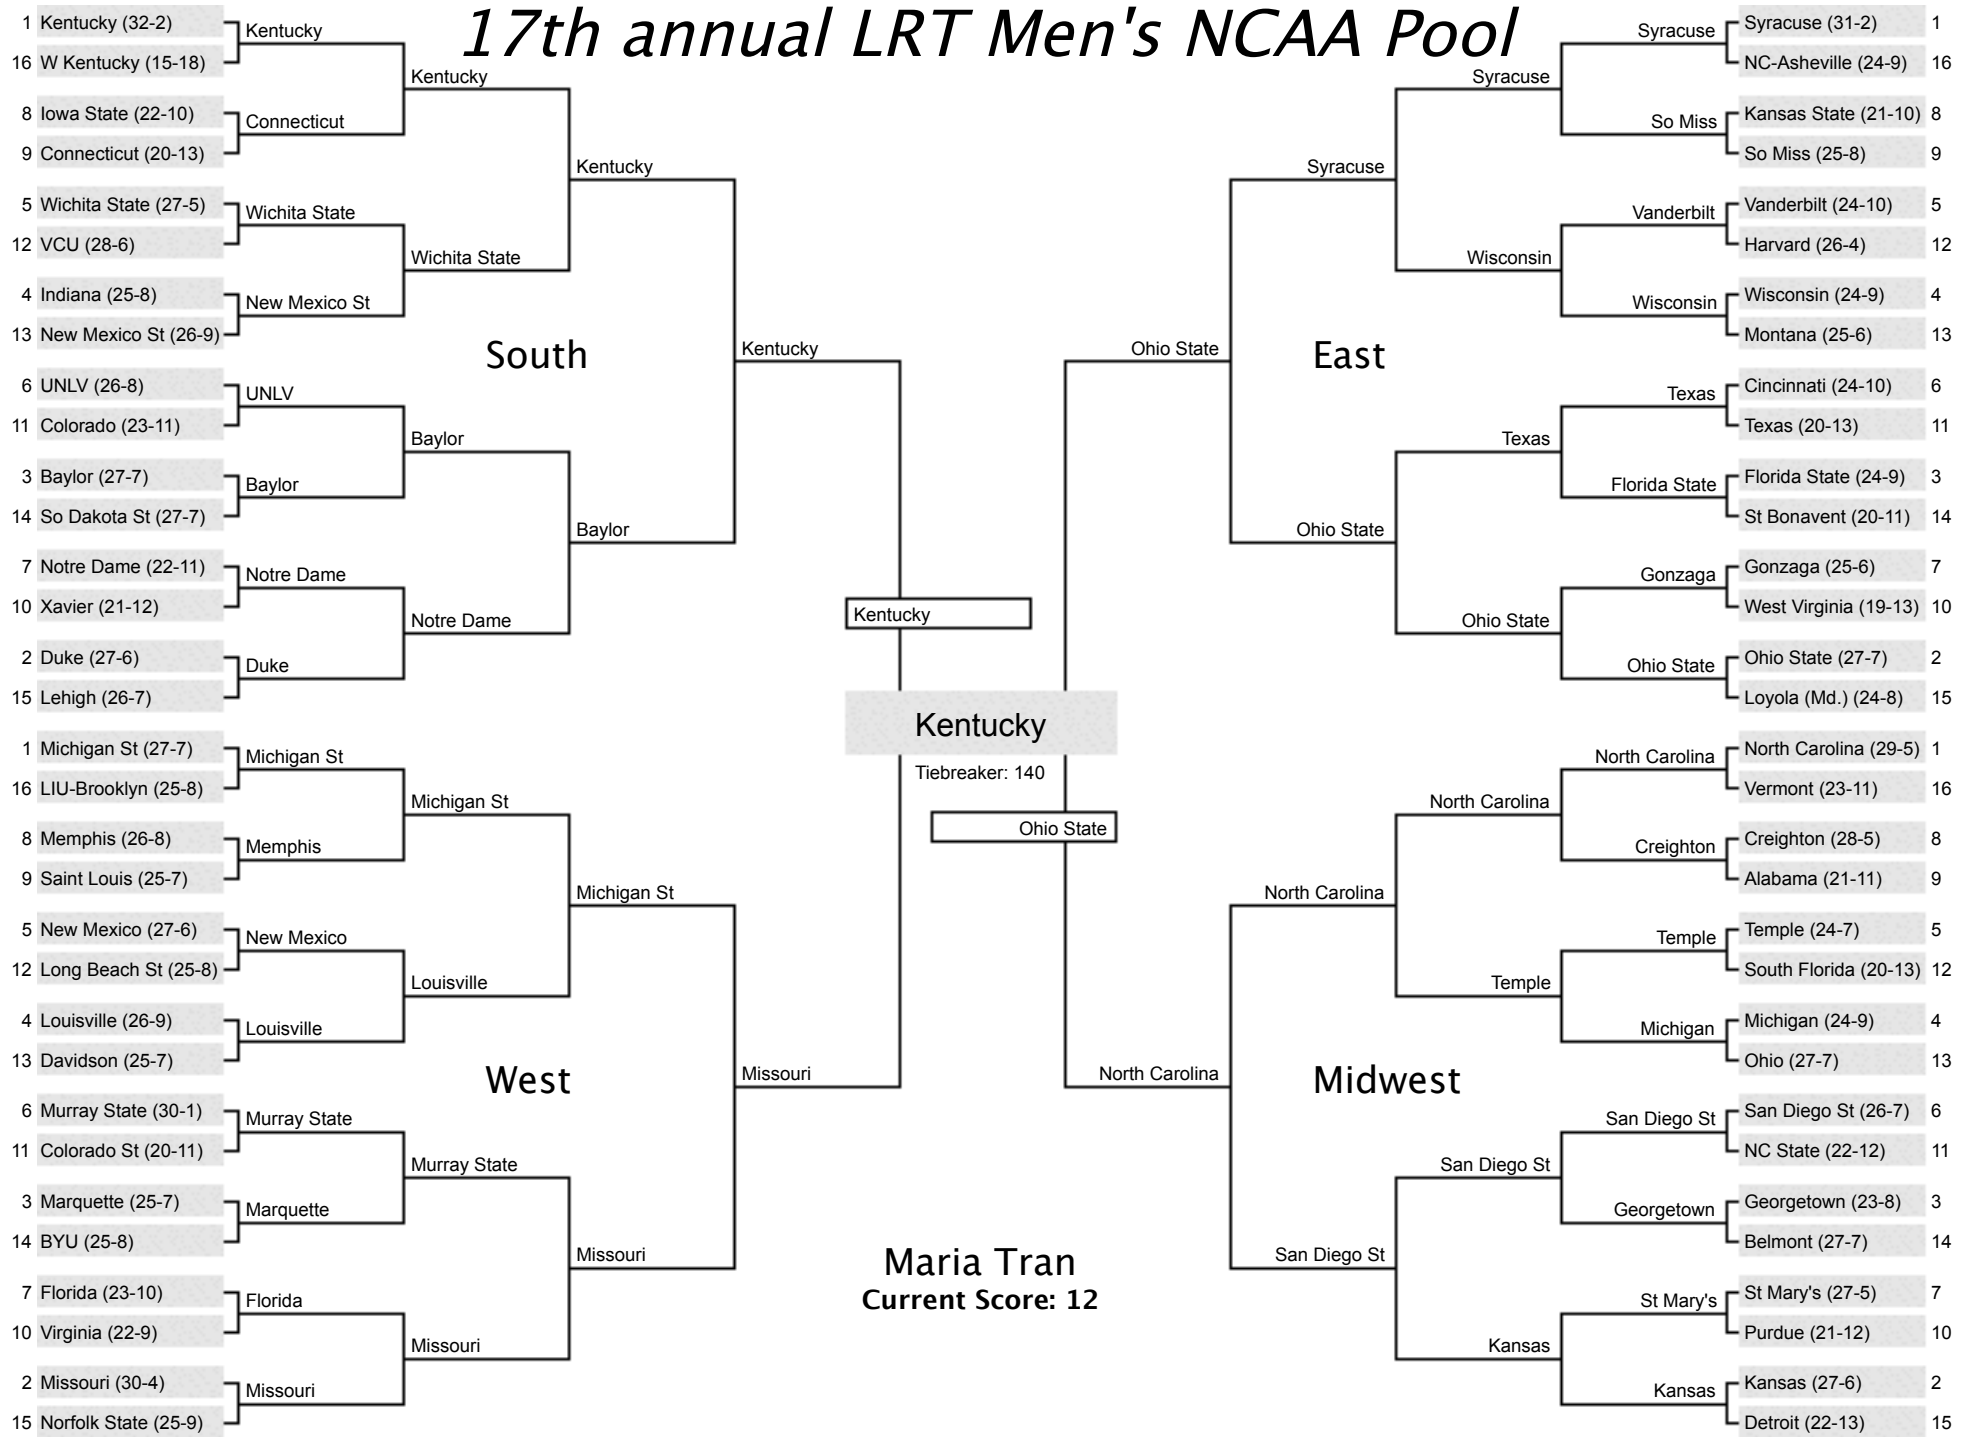 17th annual LRT Men's NCAA Pool
1 Kentucky (32-2)
16 W Kentucky (15-18)
8 Iowa State (22-10)
9 Connecticut (20-13)
5 Wichita State (27-5)
12 VCU (28-6)
4 Indiana (25-8)
13 New Mexico St (26-9)
6 UNLV (26-8)
11 Colorado (23-11)
3 Baylor (27-7)
14 So Dakota St (27-7)
7 Notre Dame (22-11)
10 Xavier (21-12)
2 Duke (27-6)
15 Lehigh (26-7)
Kentucky
Connecticut
Wichita State
New Mexico St
UNLV
Baylor
Notre Dame
Duke
Kentucky
Wichita State
Baylor
Notre Dame
Kentucky
Baylor
South
Kentucky
1 Michigan St (27-7)
16 LIU-Brooklyn (25-8)
8 Memphis (26-8)
9 Saint Louis (25-7)
5 New Mexico (27-6)
12 Long Beach St (25-8)
4 Louisville (26-9)
13 Davidson (25-7)
6 Murray State (30-1)
11 Colorado St (20-11)
3 Marquette (25-7)
14 BYU (25-8)
7 Florida (23-10)
10 Virginia (22-9)
2 Missouri (30-4)
15 Norfolk State (25-9)
Michigan St
Memphis
New Mexico
Louisville
Murray State
Marquette
Florida
Missouri
Michigan St
Louisville
Murray State
Missouri
Michigan St
Missouri
West
Missouri
Kentucky
Kentucky
Tiebreaker: 140
Ohio State
Maria Tran
Current Score: 12
Ohio State
East
Syracuse
Ohio State
Syracuse
Wisconsin
Texas
Ohio State
Syracuse
So Miss
Vanderbilt
Wisconsin
Texas
Florida State
Gonzaga
Ohio State
Syracuse (31-2) 1
NC-Asheville (24-9) 16
Kansas State (21-10) 8
So Miss (25-8) 9
Vanderbilt (24-10) 5
Harvard (26-4) 12
Wisconsin (24-9) 4
Montana (25-6) 13
Cincinnati (24-10) 6
Texas (20-13) 11
Florida State (24-9) 3
St Bonavent (20-11) 14
Gonzaga (25-6) 7
West Virginia (19-13) 10
Ohio State (27-7) 2
Loyola (Md.) (24-8) 15
North Carolina
Midwest
North Carolina
San Diego St
North Carolina
Temple
San Diego St
Kansas
North Carolina
Creighton
Temple
Michigan
San Diego St
Georgetown
St Mary's
Kansas
North Carolina (29-5) 1
Vermont (23-11) 16
Creighton (28-5) 8
Alabama (21-11) 9
Temple (24-7) 5
South Florida (20-13) 12
Michigan (24-9) 4
Ohio (27-7) 13
San Diego St (26-7) 6
NC State (22-12) 11
Georgetown (23-8) 3
Belmont (27-7) 14
St Mary's (27-5) 7
Purdue (21-12) 10
Kansas (27-6) 2
Detroit (22-13) 15